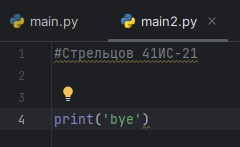 main.py main2.py
1 #Стрельцов 41ИС-21
2
3
4 print('bye')